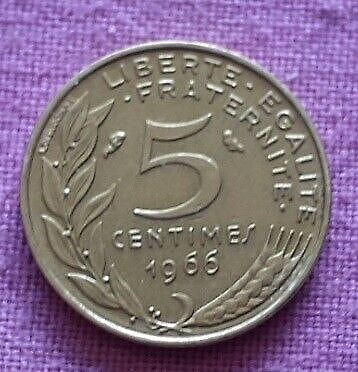 LIBERTE · EGALITE
· FRATERNITE ·
5
CENTIMES
1966